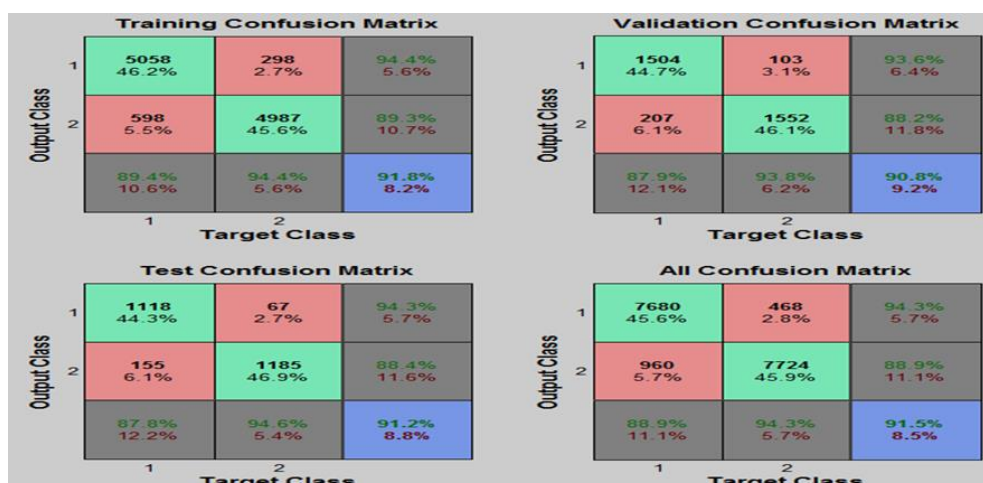 Training Confusion Matrix
Output Class
1
5058 298 94.4%
46.2% 2.7% 5.6%
2
598 4987 89.3%
5.5% 45.6% 10.7%
89.4% 94.4% 91.8%
10.6% 5.6% 8.2%
1 2
Target Class
Validation Confusion Matrix
Output Class
1
1504 103 93.6%
44.7% 3.1% 6.4%
2
207 1552 88.2%
6.1% 46.1% 11.8%
87.9% 93.8% 90.8%
12.1% 6.2% 9.2%
1 2
Target Class
Test Confusion Matrix
Output Class
1
1118 67 94.3%
44.3% 2.7% 5.7%
2
155 1185 88.4%
6.1% 46.9% 11.6%
87.8% 94.6% 91.2%
12.2% 5.4% 8.8%
1 2
Target Class
All Confusion Matrix
Output Class
1
7680 468 94.3%
45.6% 2.8% 5.7%
2
960 7724 88.9%
5.7% 45.9% 11.1%
88.9% 94.3% 91.5%
11.1% 5.7% 8.5%
1 2
Target Class